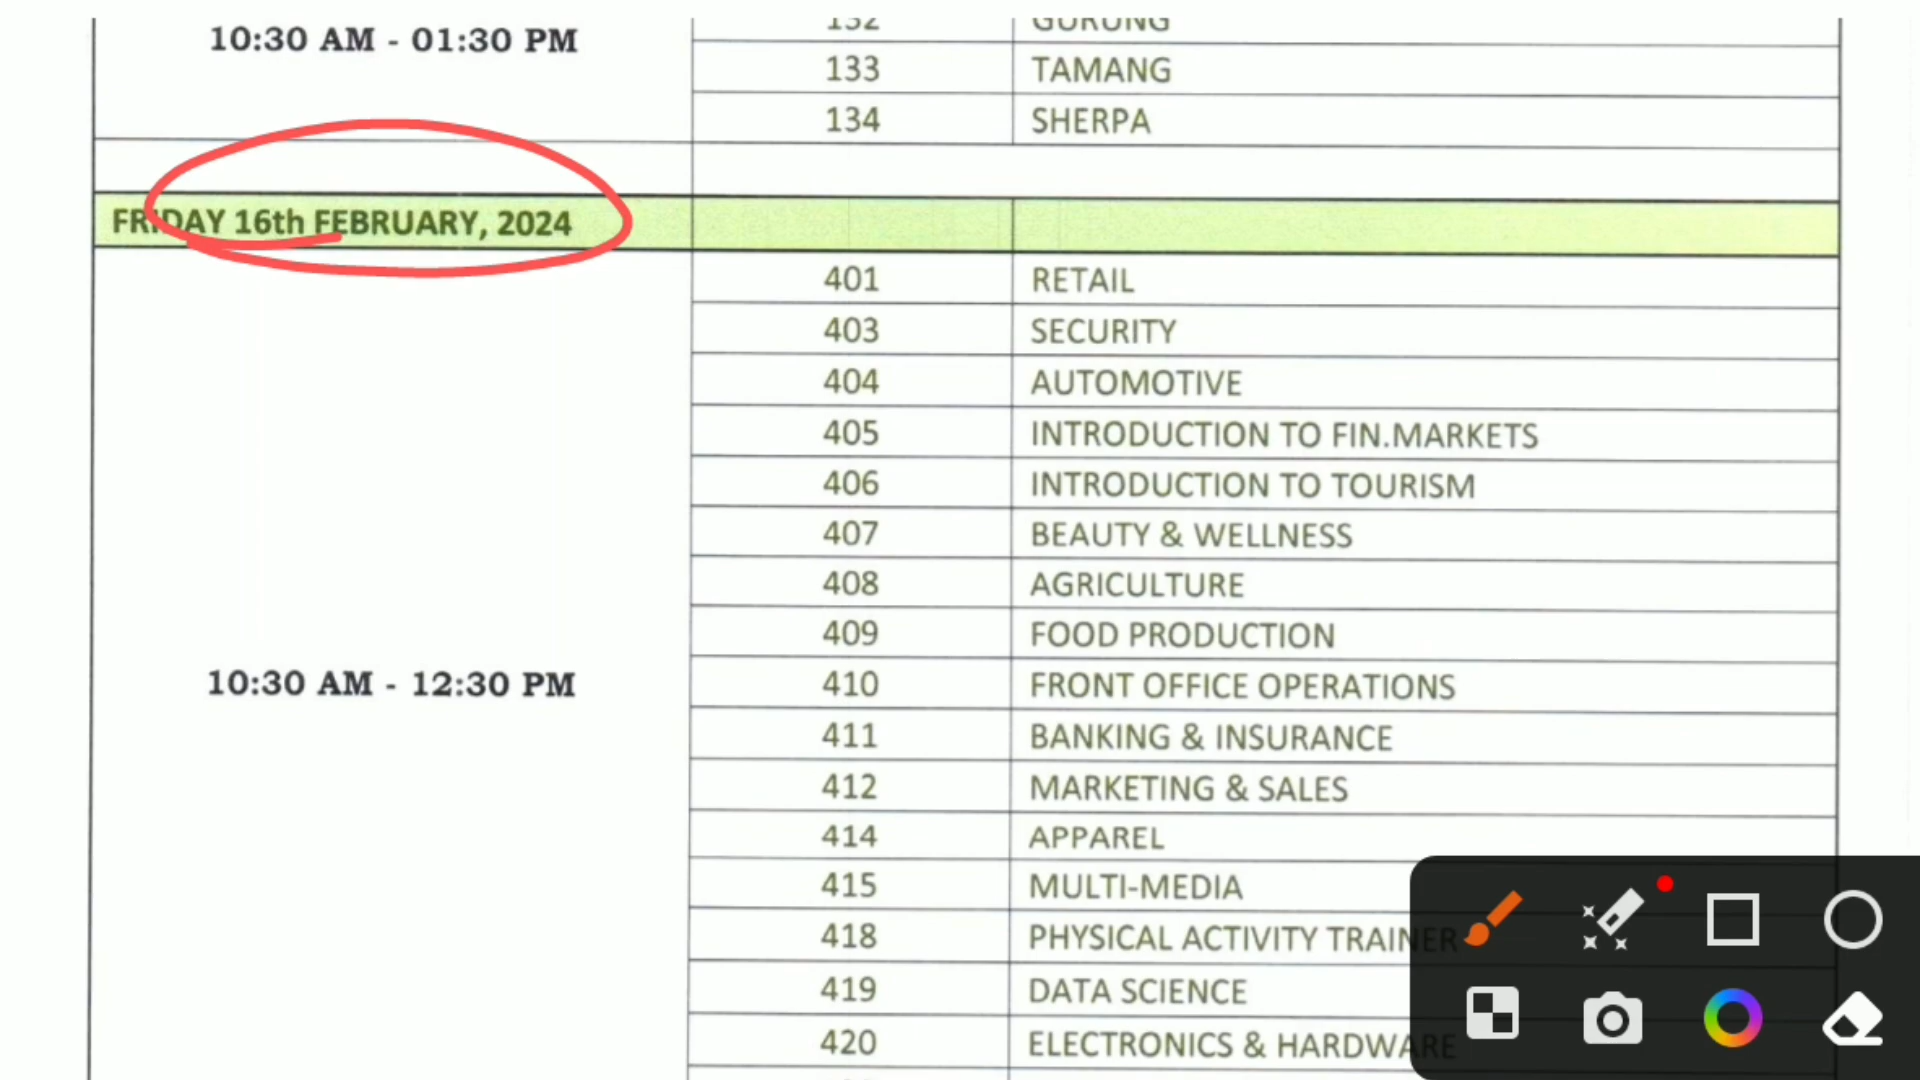 10:30 AM - 01:30 PM
132 GURUNG
133 TAMANG
134 SHERPA
FRIDAY 16th FEBRUARY, 2024
401 RETAIL
403 SECURITY
404 AUTOMOTIVE
405 INTRODUCTION TO FIN.MARKETS
406 INTRODUCTION TO TOURISM
407 BEAUTY & WELLNESS
408 AGRICULTURE
409 FOOD PRODUCTION
10:30 AM - 12:30 PM
410 FRONT OFFICE OPERATIONS
411 BANKING & INSURANCE
412 MARKETING & SALES
414 APPAREL
415 MULTI-MEDIA
418 PHYSICAL ACTIVITY TRAINER
419 DATA SCIENCE
420 ELECTRONICS & HARDWARE